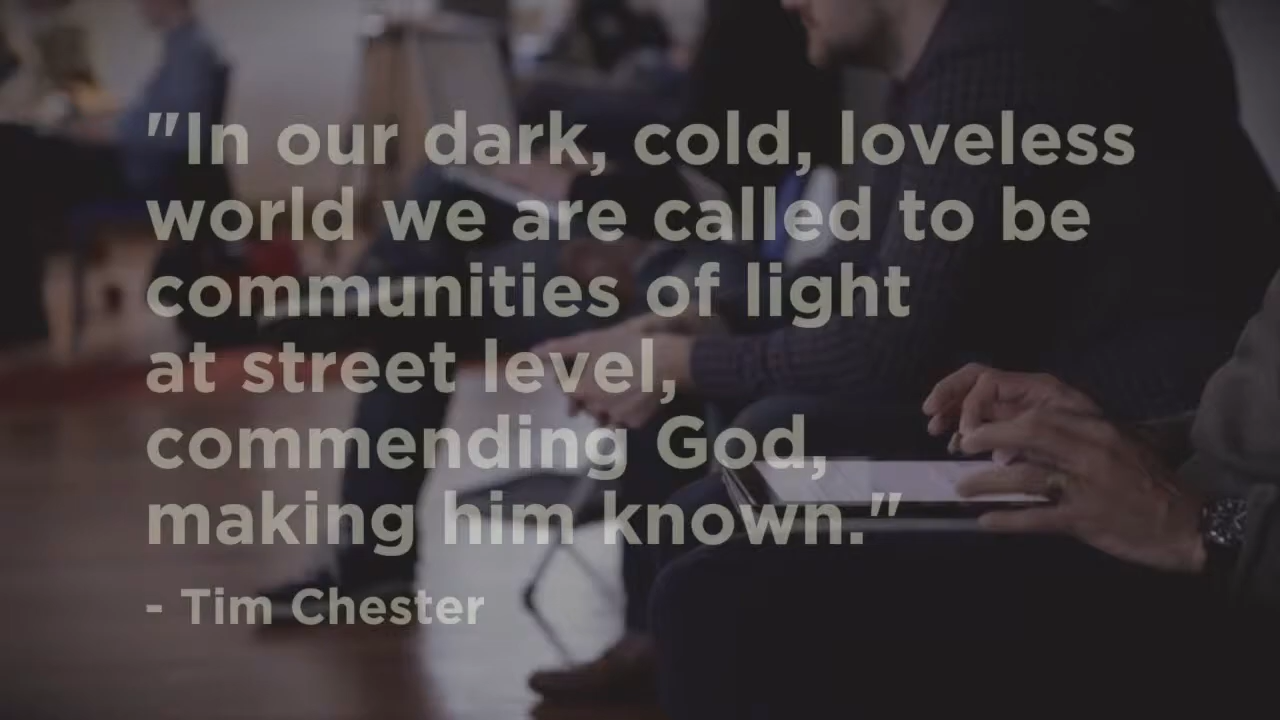 "In our dark, cold, loveless
world we are called to be
communities of light
at street level,
commending God,
making him known."
- Tim Chester